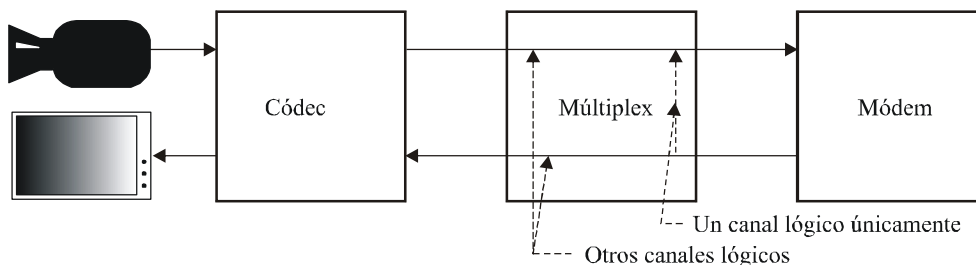 Códec
Múltiplex
Módem
Un canal lógico únicamente
Otros canales lógicos